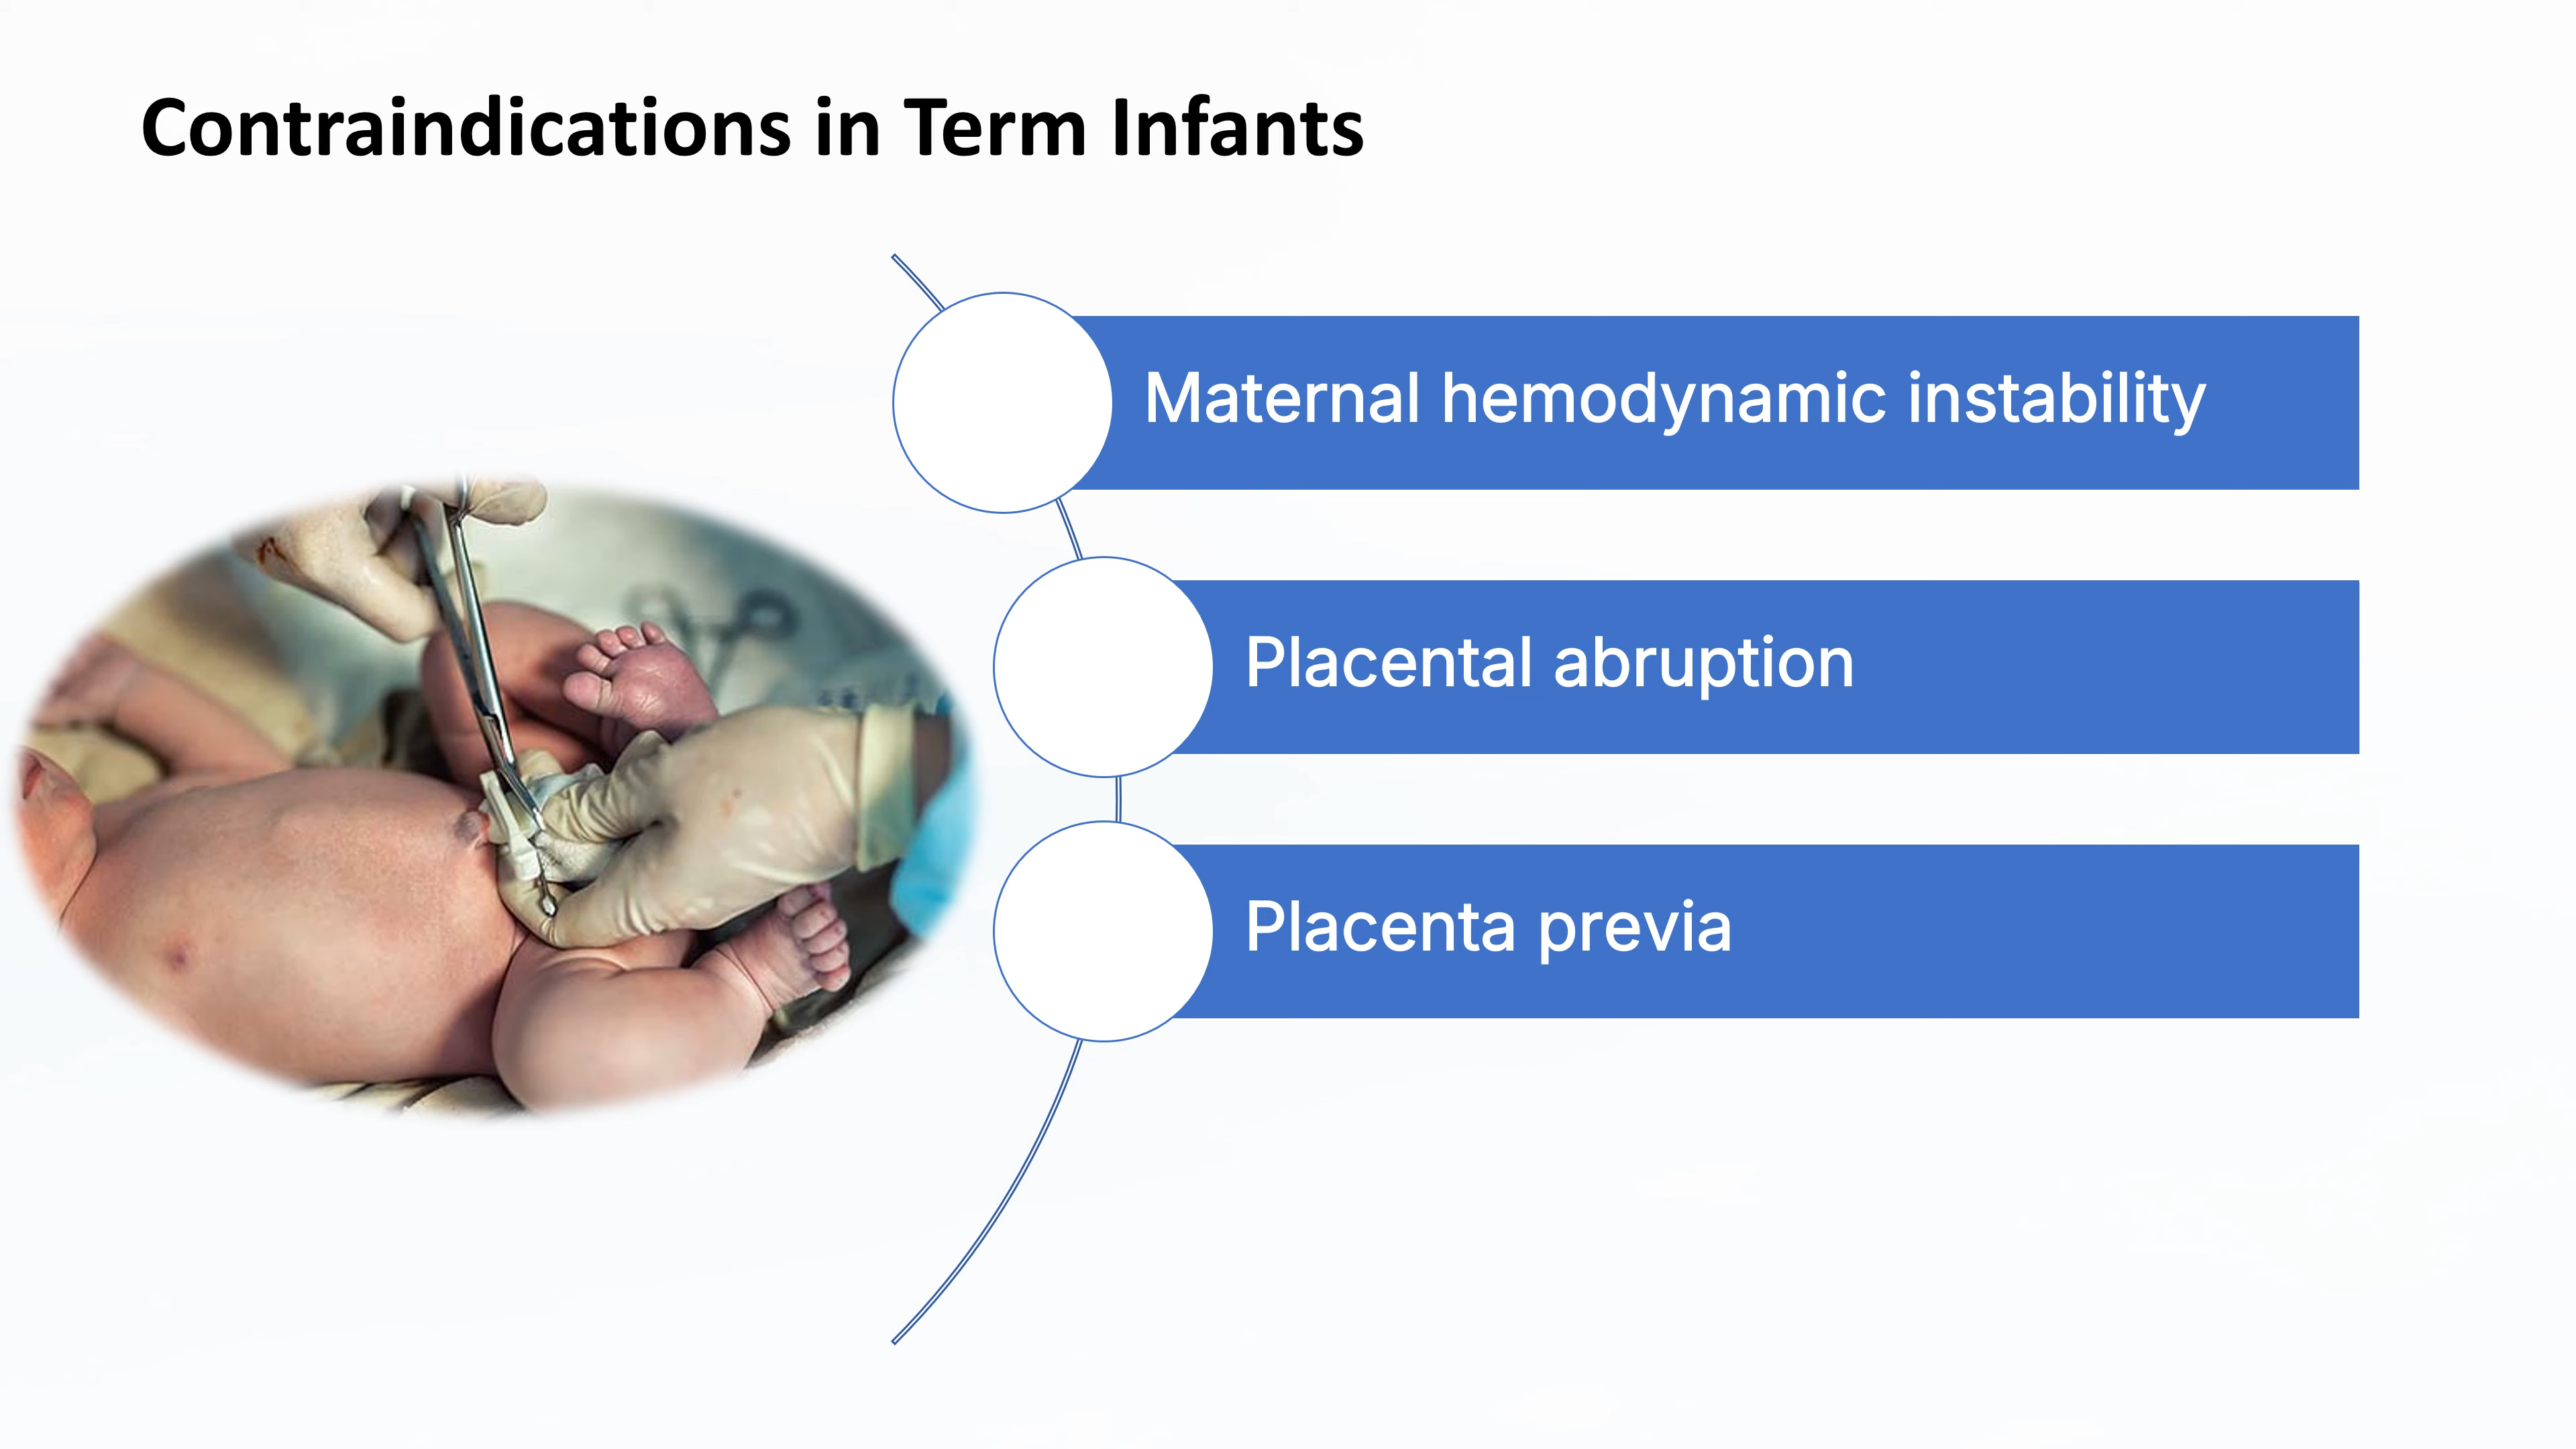 Contraindications in Term Infants
Maternal hemodynamic instability
Placental abruption
Placenta previa